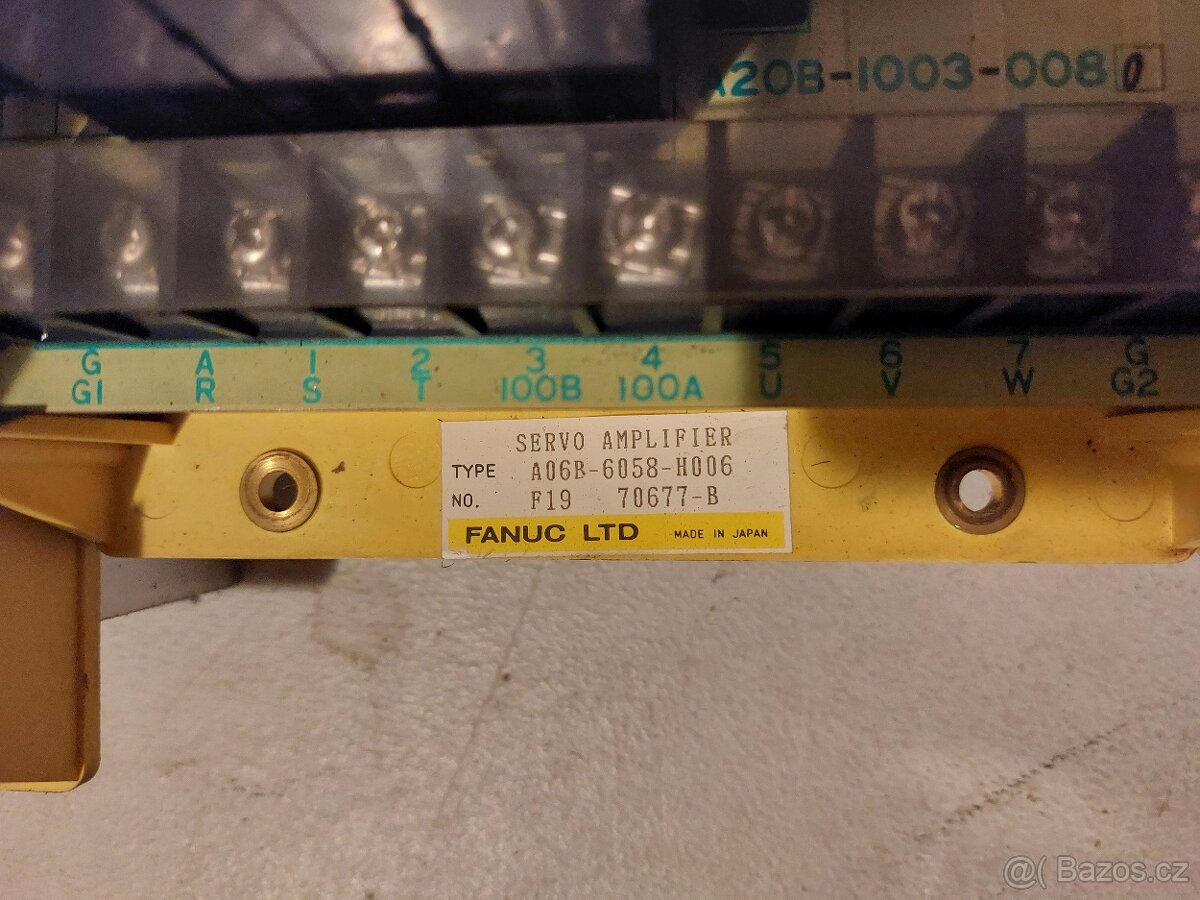 A20B-1003-0080
G A 1 2 3 4 5 6 7 G
G1 R S T 100B 100A U V W G2
SERVO AMPLIFIER
TYPE A06B-6058-H006
NO. F19 70677-B
FANUC LTD MADE IN JAPAN
@( Bazos.cz